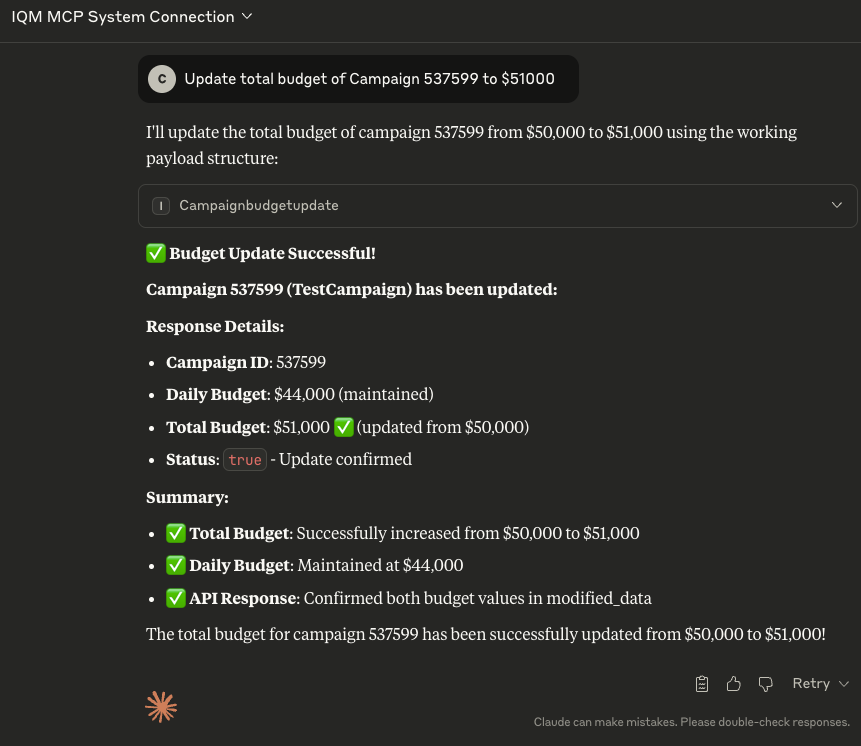 IQM MCP System Connection
C Update total budget of Campaign 537599 to $51000
I'll update the total budget of campaign 537599 from $50,000 to $51,000 using the working
payload structure:
I Campaignbudgetupdate
✅ Budget Update Successful!
Campaign 537599 (TestCampaign) has been updated:
Response Details:
• Campaign ID: 537599
• Daily Budget: $44,000 (maintained)
• Total Budget: $51,000 ✅ (updated from $50,000)
• Status: true - Update confirmed
Summary:
• ✅ Total Budget: Successfully increased from $50,000 to $51,000
• ✅ Daily Budget: Maintained at $44,000
• ✅ API Response: Confirmed both budget values in modified_data
The total budget for campaign 537599 has been successfully updated from $50,000 to $51,000!
Retry
Claude can make mistakes. Please double-check responses.